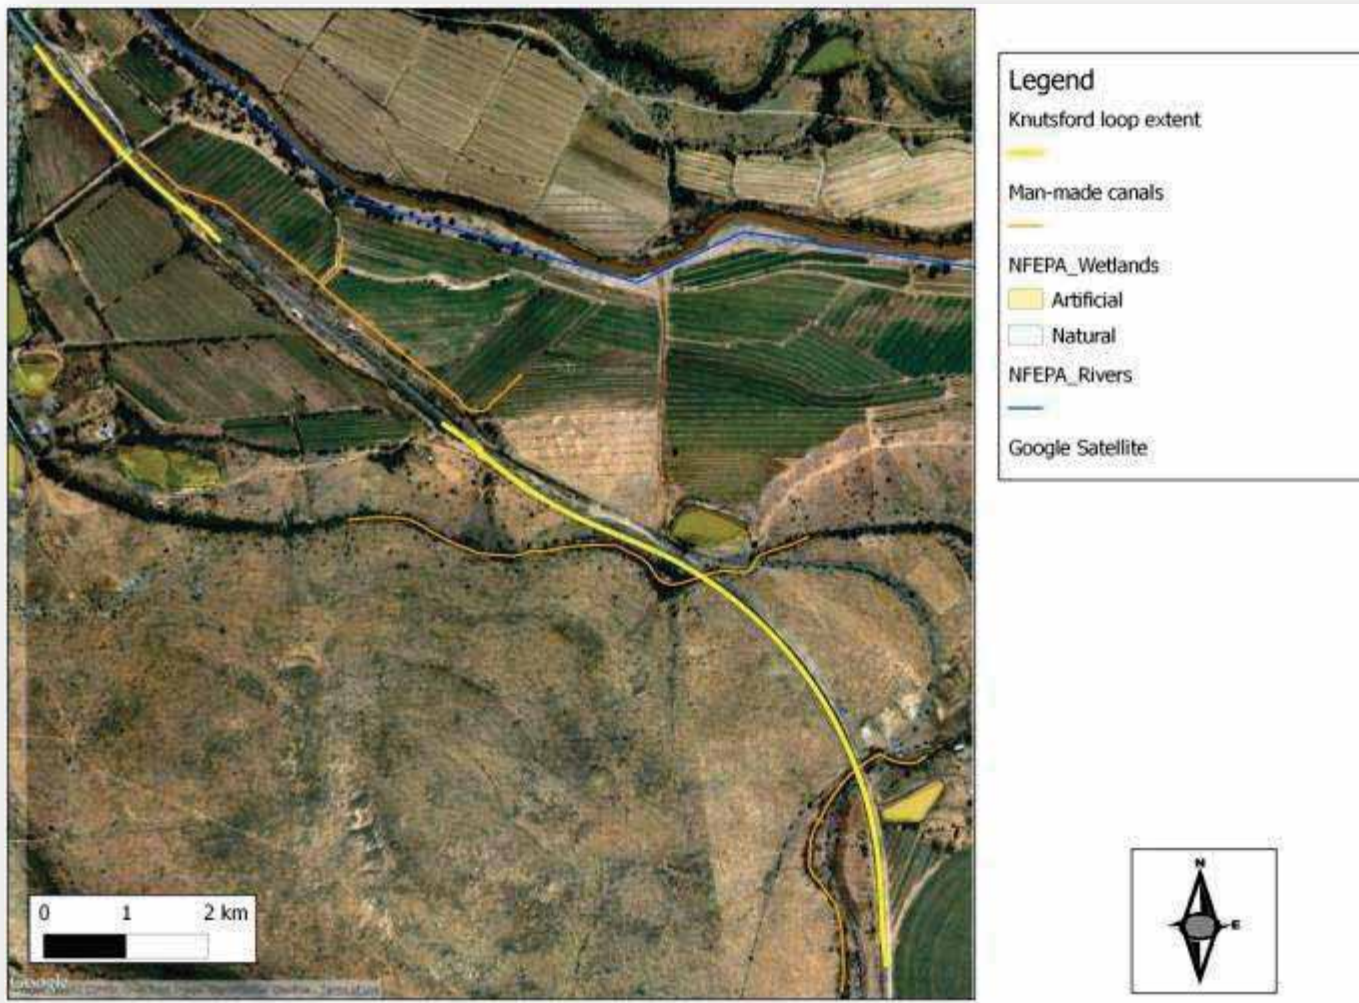 Legend
Knutsford loop extent
Man-made canals
NFEPA_Wetlands
Artificial
Natural
NFEPA_Rivers
Google Satellite
0 1 2 km
N
E
Google